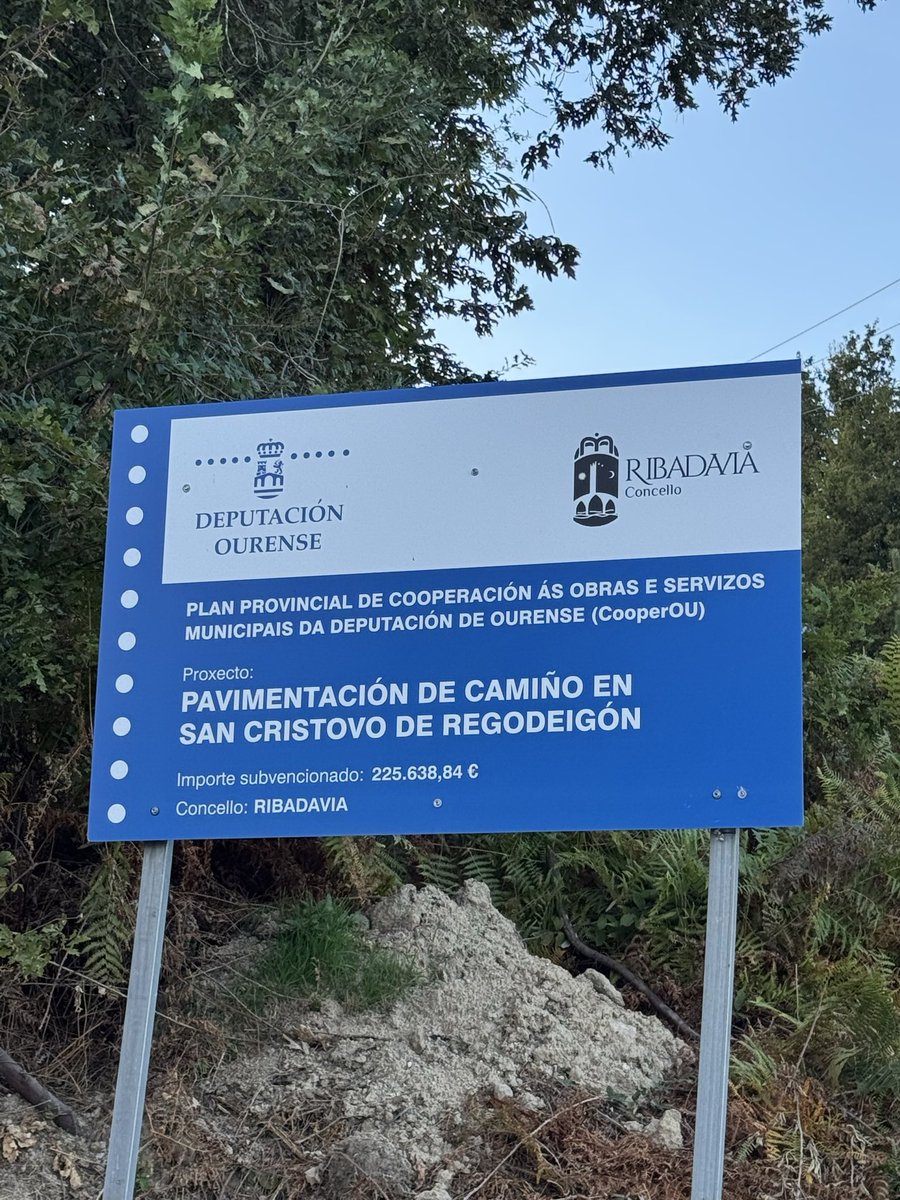 DEPUTACIÓN
OURENSE
RIBADAVIA
Concello
PLAN PROVINCIAL DE COOPERACIÓN ÁS OBRAS E SERVIZOS
MUNICIPAIS DA DEPUTACIÓN DE OURENSE (CooperOU)
Proxecto:
PAVIMENTACIÓN DE CAMIÑO EN
SAN CRISTOVO DE REGODEIGÓN
Importe subvencionado: 225.638,84 €
Concello: RIBADAVIA